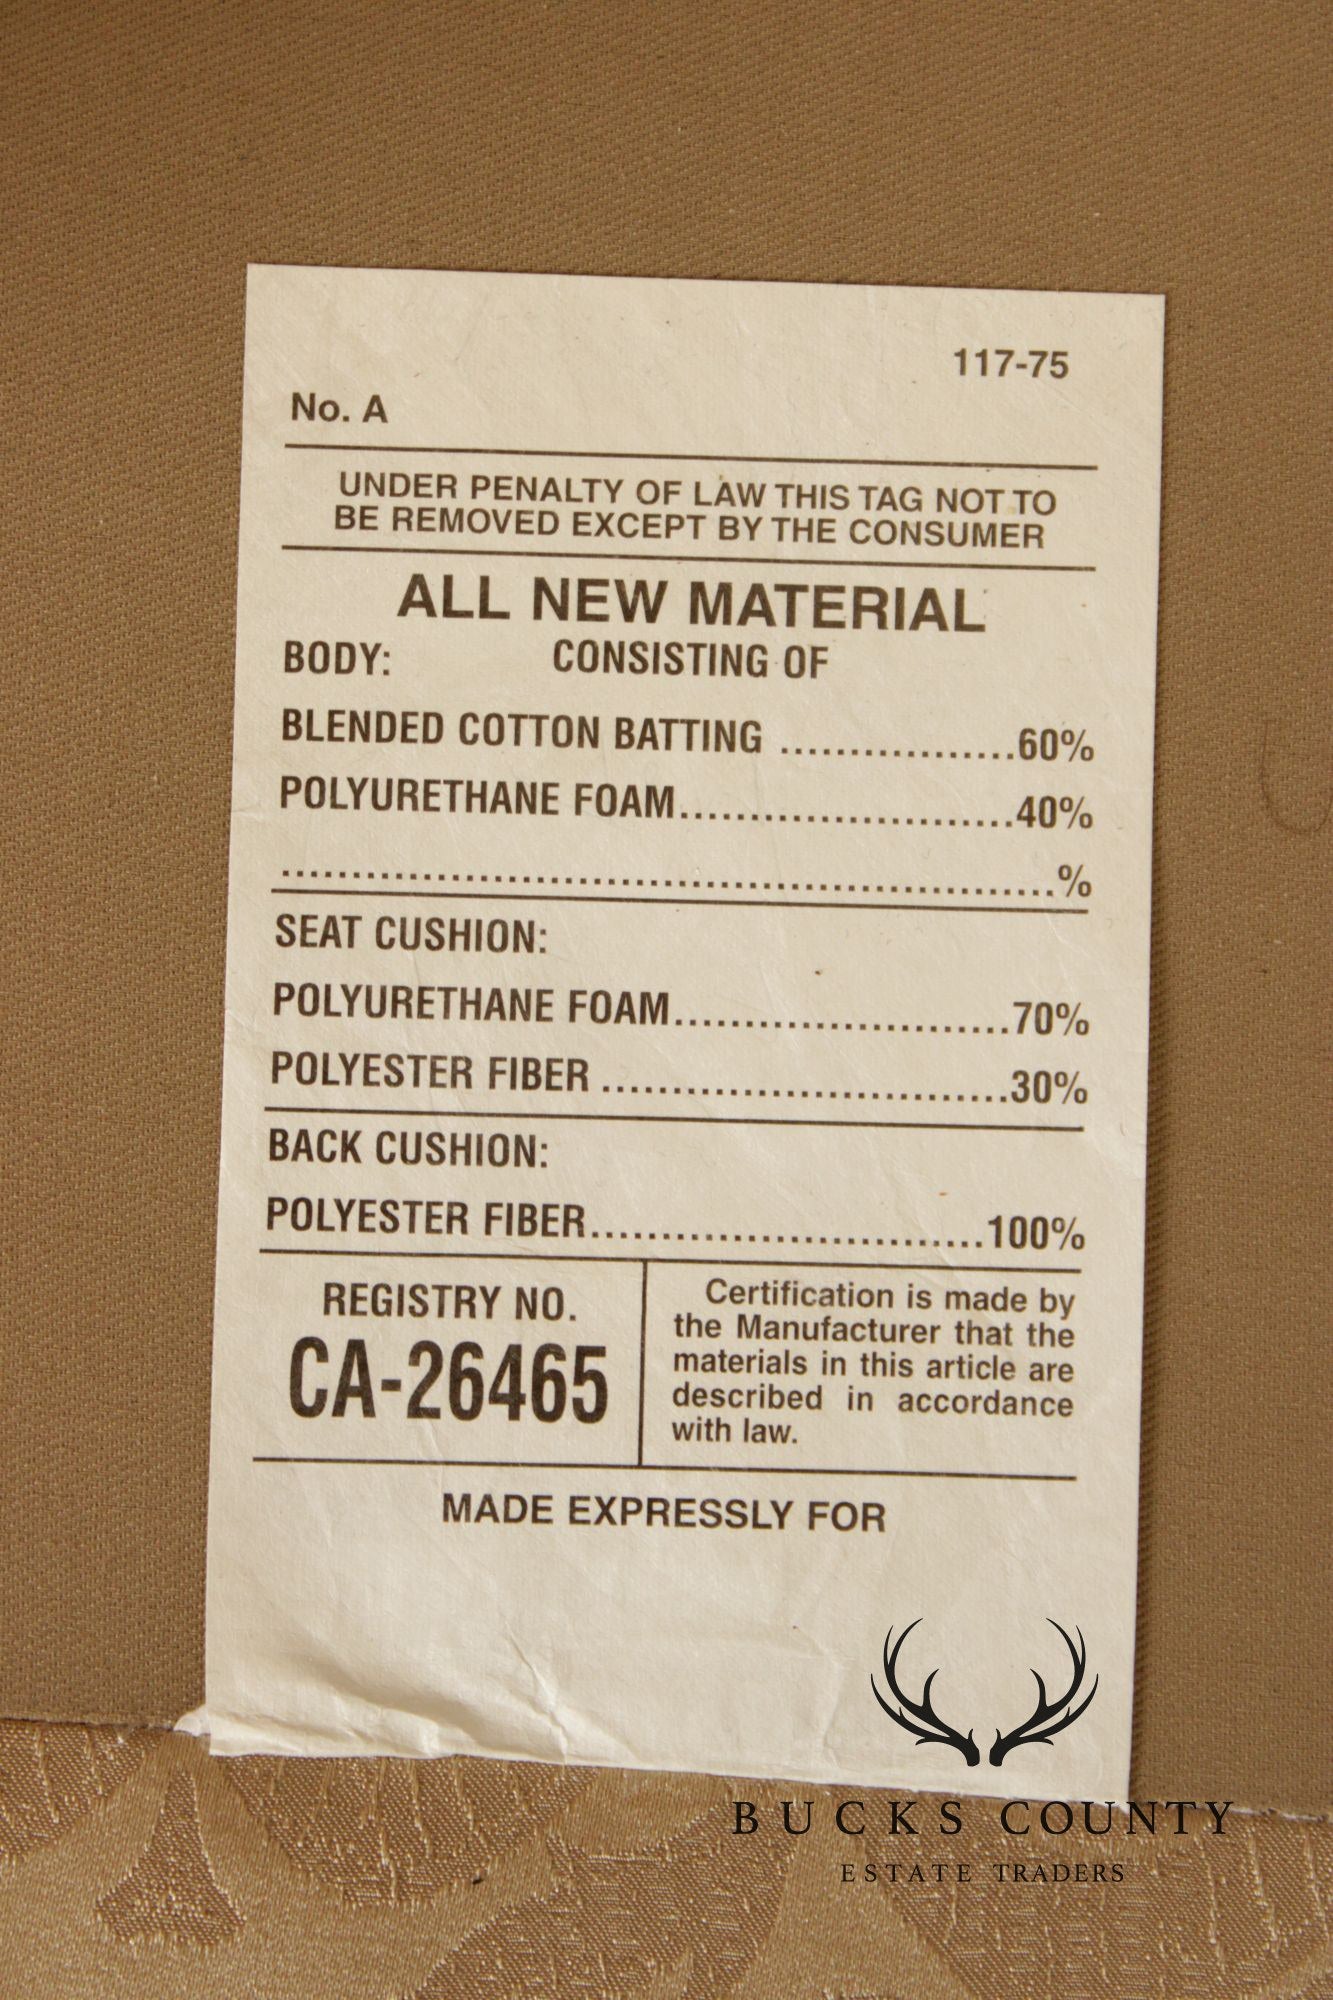 117-75
No. A
UNDER PENALTY OF LAW THIS TAG NOT TO
BE REMOVED EXCEPT BY THE CONSUMER
ALL NEW MATERIAL
BODY: CONSISTING OF
BLENDED COTTON BATTING ................60%
POLYURETHANE FOAM.......................40%
.....................................................%
SEAT CUSHION:
POLYURETHANE FOAM.......................70%
POLYESTER FIBER ............................30%
BACK CUSHION:
POLYESTER FIBER...........................100%
REGISTRY NO.
CA-26465
Certification is made by
the Manufacturer that the
materials in this article are
described in accordance
with law.
MADE EXPRESSLY FOR
BUCKS COUNTY
ESTATE TRADERS